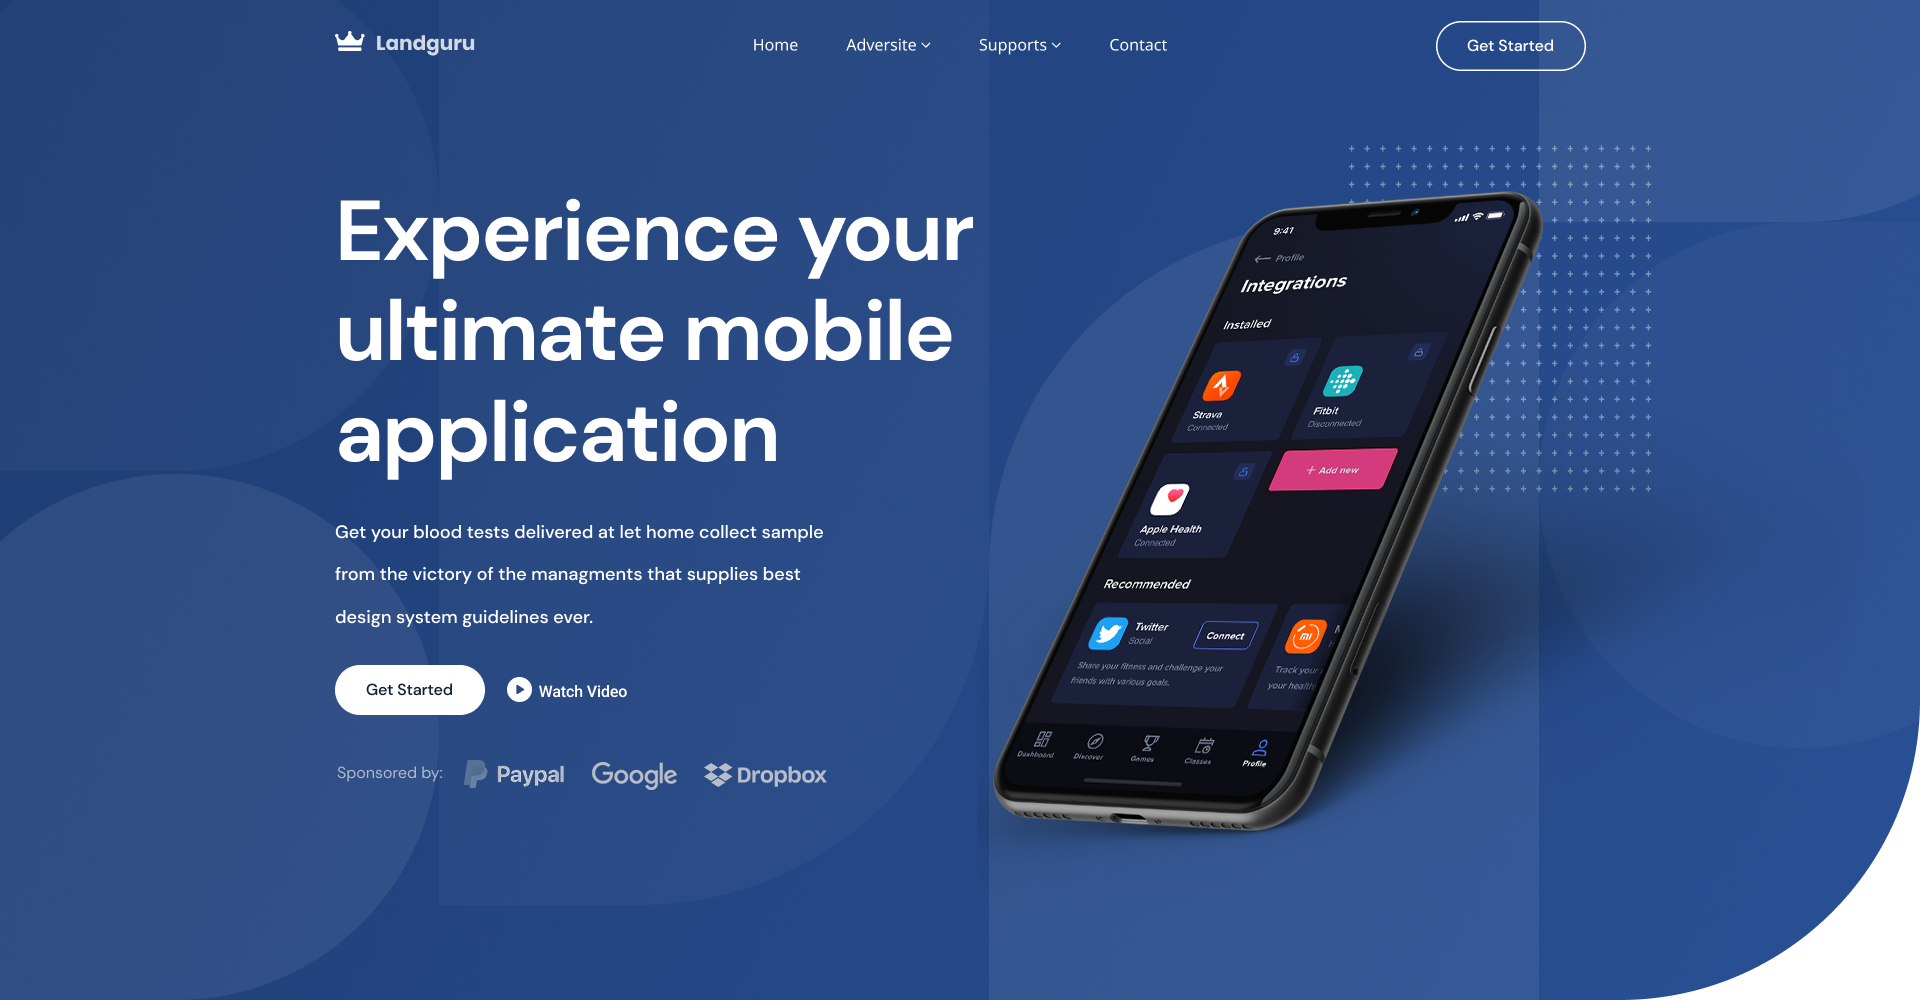 Landguru
Home
Adversite
Supports
Contact
Get Started
Experience your
ultimate mobile
application
Get your blood tests delivered at let home collect sample
from the victory of the managments that supplies best
design system guidelines ever.
Get Started
Watch Video
Sponsored by:
Paypal
Google
Dropbox
9:41
Profile
Integrations
Installed
Strava
Connected
Fitbit
Disconnected
Apple Health
Connected
+ Add new
Recommended
Twitter
Social
Connect
Share your fitness and challenge your
friends with various goals.
MI
Track your
your health
Dashboard
Discover
Games
Classes
Profile